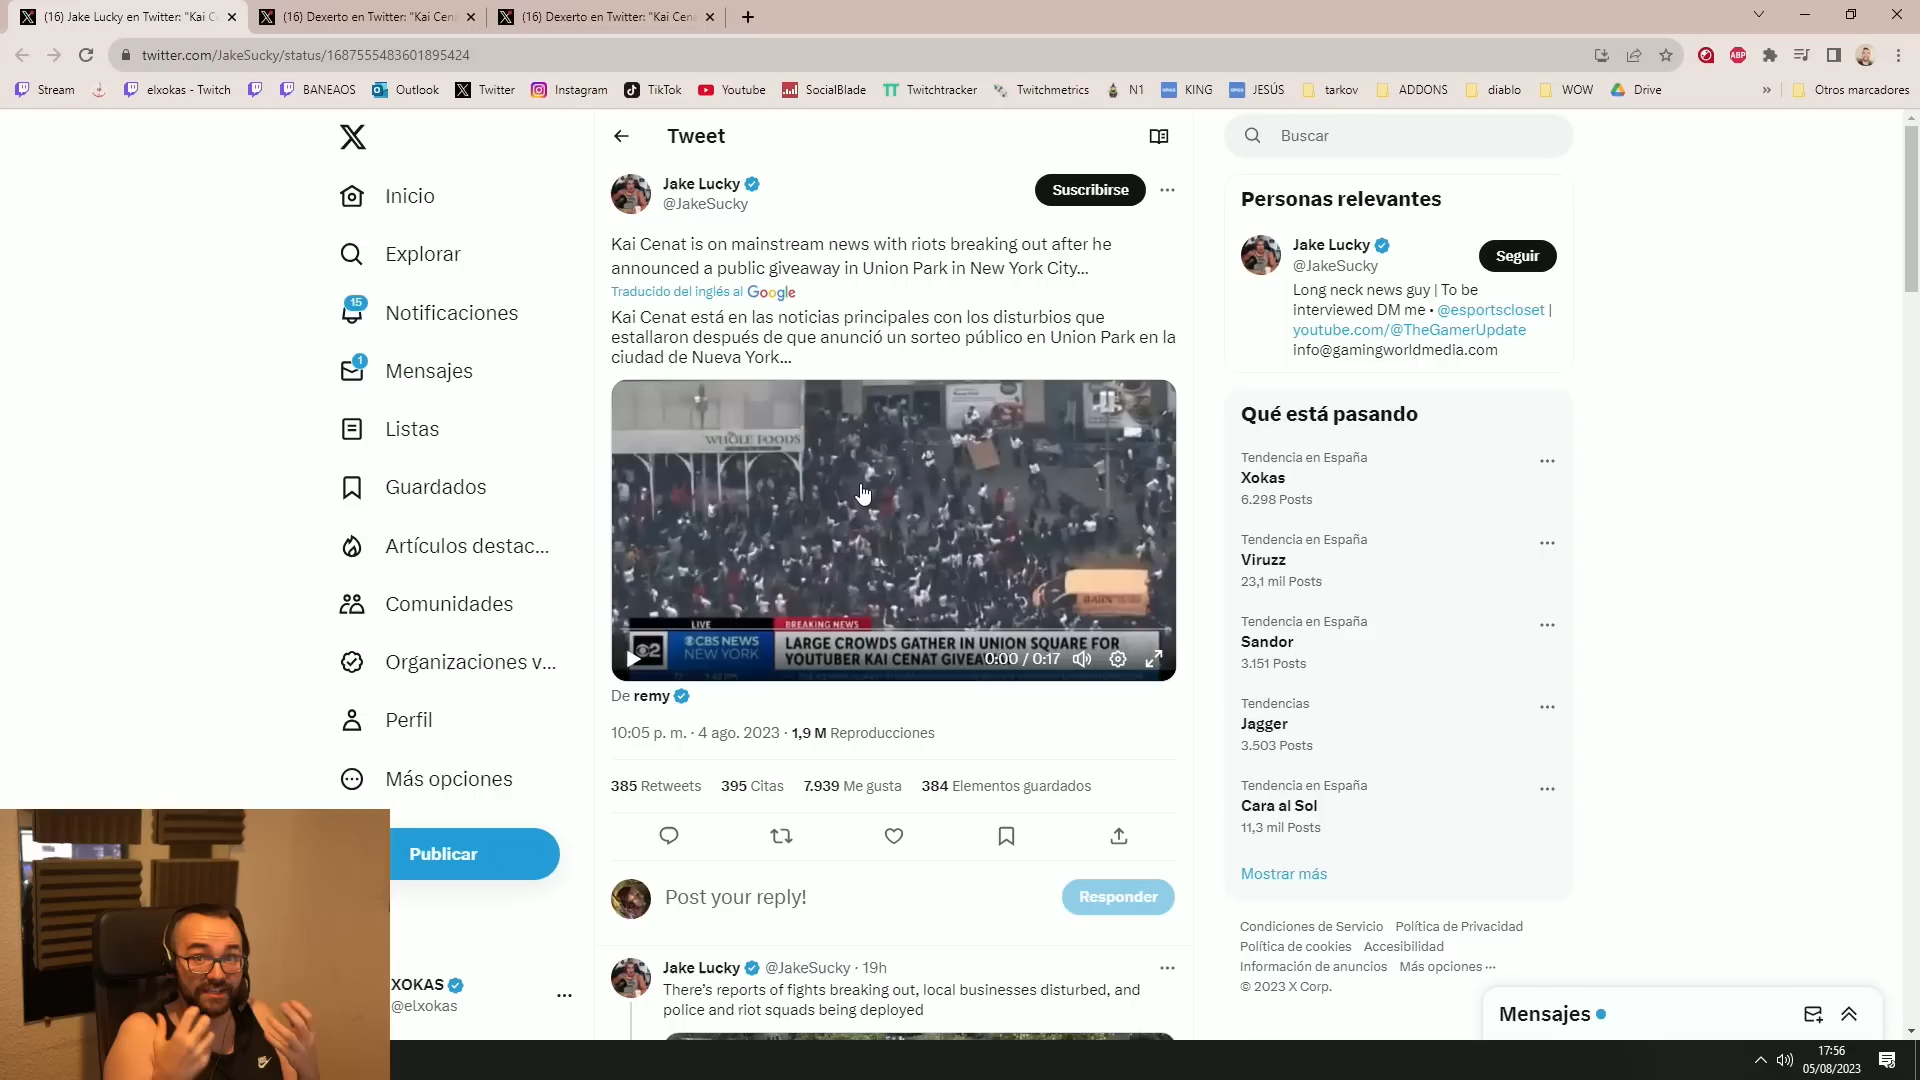 (16) Jake Lucky en Twitter: "Kai C
(16) Dexerto en Twitter: "Kai Cena
(16) Dexerto en Twitter: "Kai Cena
twitter.com/JakeSucky/status/1687555483601895424
Stream
elxokas - Twitch
BANEAOS
Outlook
Twitter
Instagram
TikTok
Youtube
SocialBlade
Twitchtracker
Twitchmetrics
N1
KING
JESÚS
tarkov
ADDONS
diablo
WOW
Drive
Otros marcadores
Inicio
Explorar
15
Notificaciones
1
Mensajes
Listas
Guardados
Artículos destac...
Comunidades
Organizaciones v...
Perfil
Más opciones
Publicar
XOKAS
@elxokas
Tweet
Jake Lucky
@JakeSucky
Suscribirse
Kai Cenat is on mainstream news with riots breaking out after he
announced a public giveaway in Union Park in New York City...
Traducido del inglés al Google
Kai Cenat está en las noticias principales con los disturbios que
estallaron después de que anunció un sorteo público en Union Park en la
ciudad de Nueva York...
WHOLE FOODS
LIVE
BREAKING NEWS
2
CBS NEWS
NEW YORK
LARGE CROWDS GATHER IN UNION SQUARE FOR
YOUTUBER KAI CENAT GIVEA
0:00 / 0:17
De remy
10:05 p. m. · 4 ago. 2023 · 1,9 M Reproducciones
385 Retweets 395 Citas 7.939 Me gusta 384 Elementos guardados
Post your reply!
Responder
Jake Lucky @JakeSucky · 19h
There's reports of fights breaking out, local businesses disturbed, and
police and riot squads being deployed
Buscar
Personas relevantes
Jake Lucky
@JakeSucky
Seguir
Long neck news guy | To be
interviewed DM me • @esportscloset |
youtube.com/@TheGamerUpdate
info@gamingworldmedia.com
Qué está pasando
Tendencia en España
Xokas
6.298 Posts
Tendencia en España
Viruzz
23,1 mil Posts
Tendencia en España
Sandor
3.151 Posts
Tendencias
Jagger
3.503 Posts
Tendencia en España
Cara al Sol
11,3 mil Posts
Mostrar más
Condiciones de Servicio Política de Privacidad
Política de cookies Accesibilidad
Información de anuncios Más opciones ···
© 2023 X Corp.
Mensajes
17:56
05/08/2023